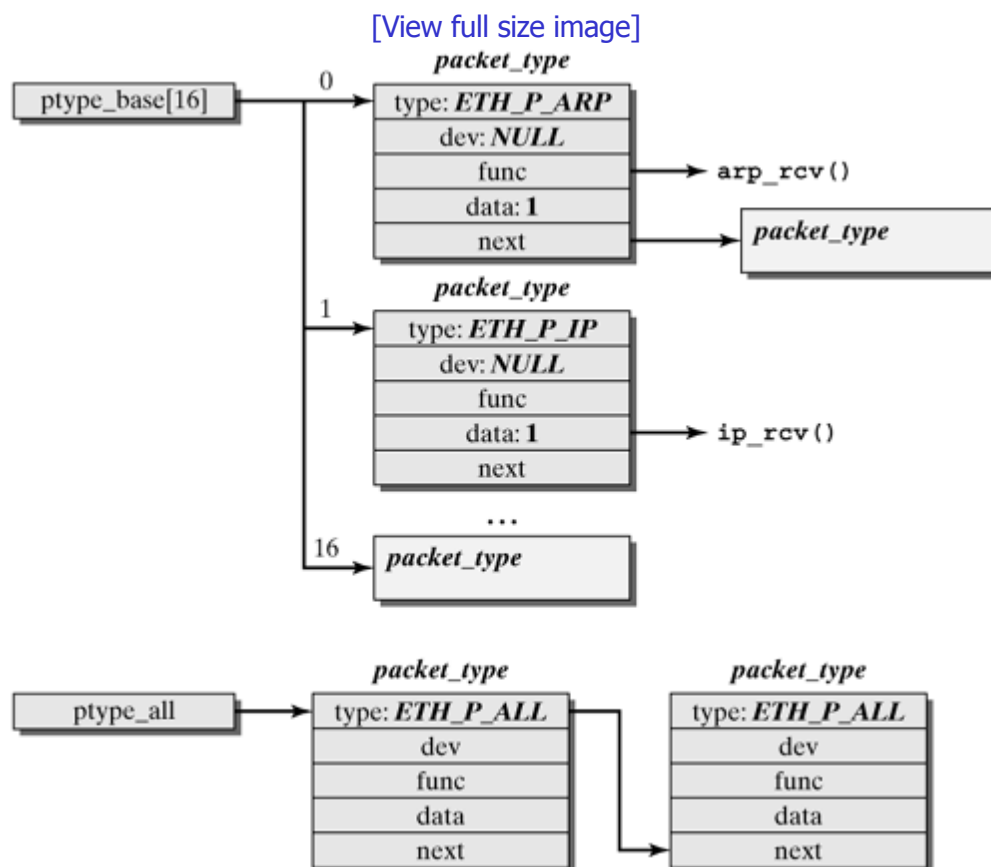 [View full size image]
packet_type
0
ptype_base[16]
type: ETH_P_ARP
dev: NULL
func
arp_rcv()
data: 1
next
packet_type
packet_type
1
type: ETH_P_IP
dev: NULL
func
data: 1
ip_rcv()
next
...
16
packet_type
packet_type
packet_type
ptype_all
type: ETH_P_ALL
type: ETH_P_ALL
dev
dev
func
func
data
data
next
next